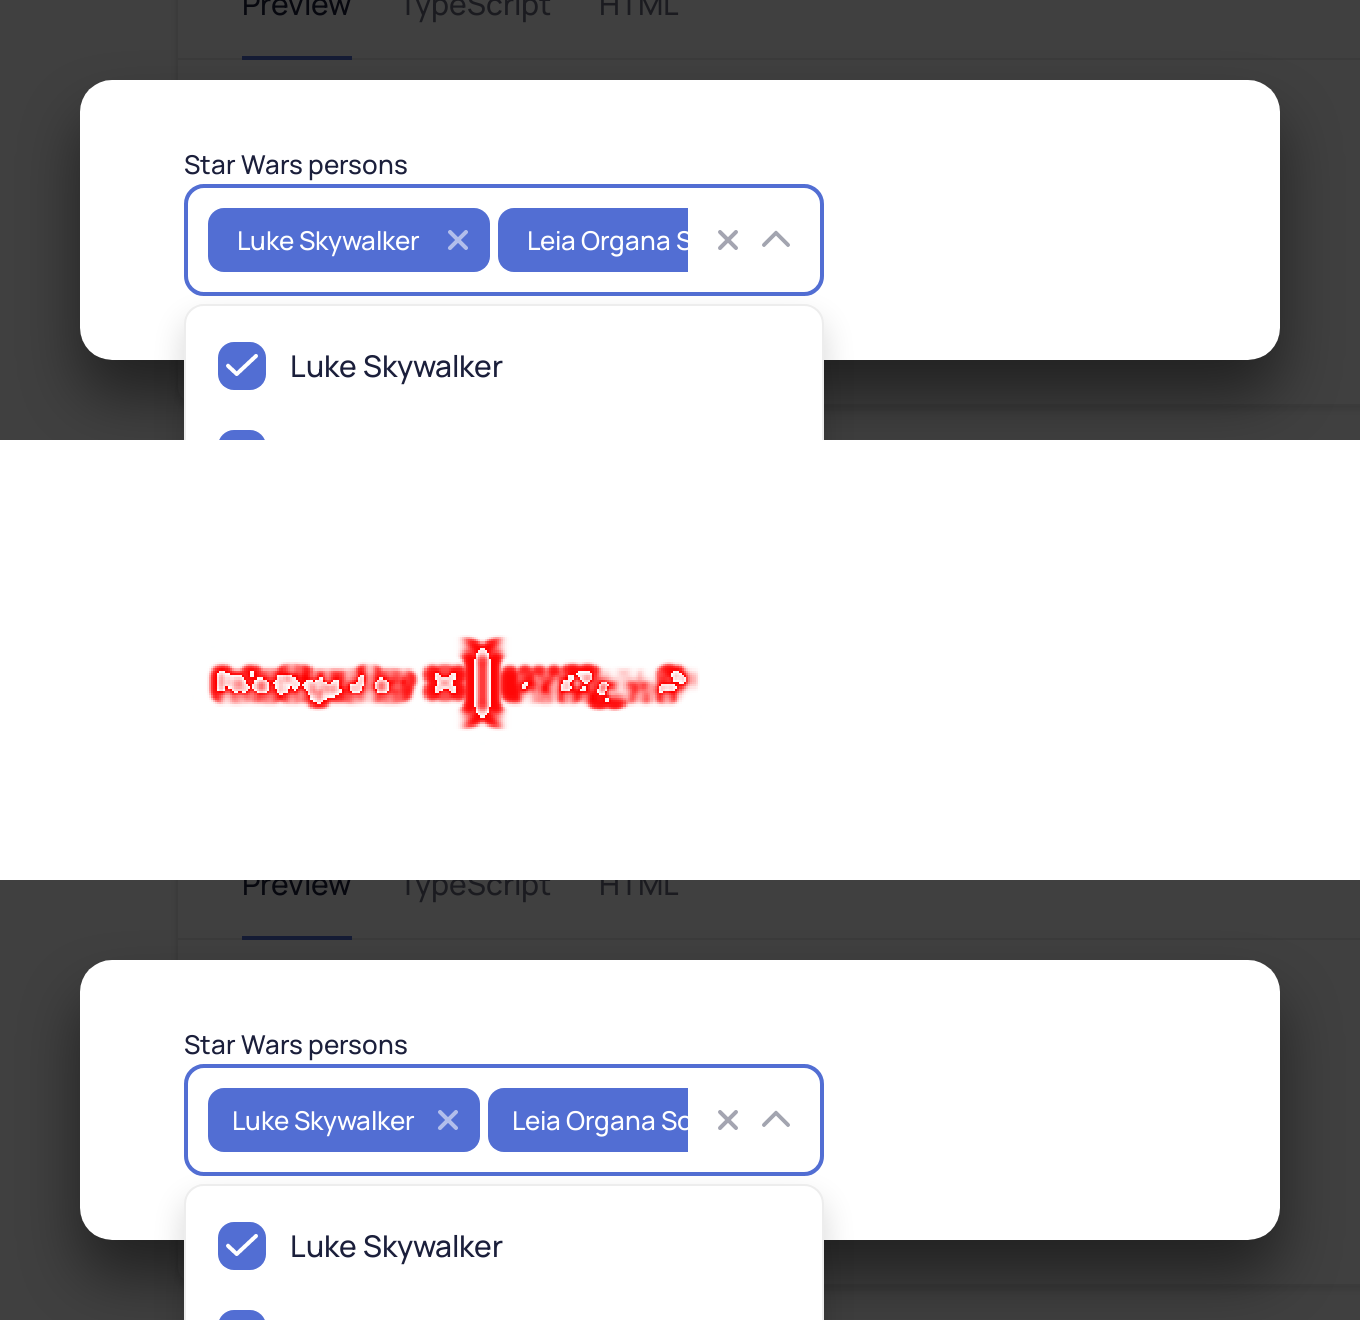 Preview TypeScript HTML
Star Wars persons
Luke Skywalker Leia Organa S
Luke Skywalker
Preview TypeScript HTML
Star Wars persons
Luke Skywalker Leia Organa So
Luke Skywalker